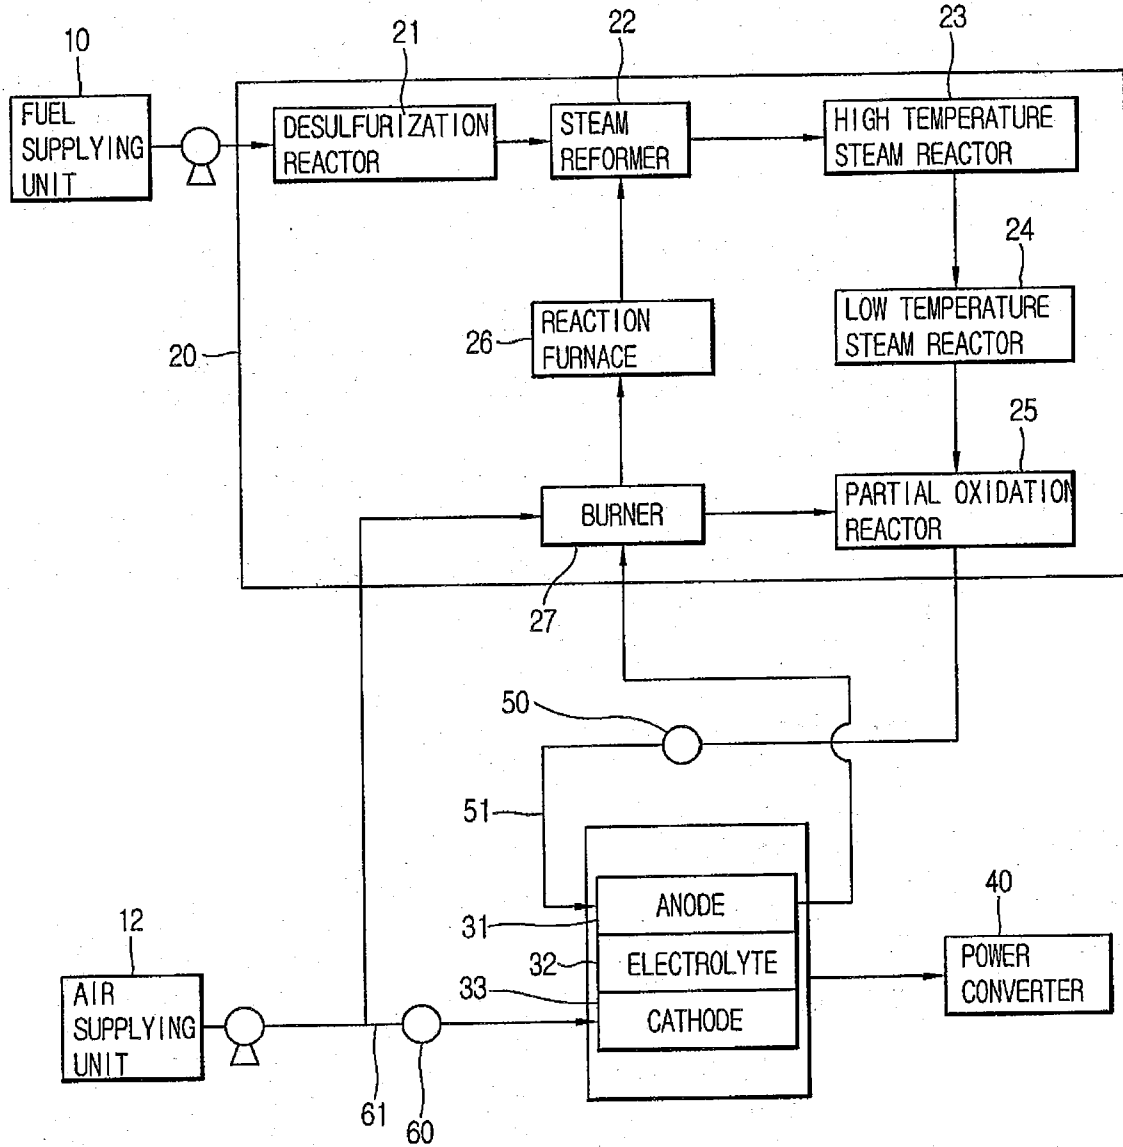 10
21
22
23
FUEL
SUPPLYING
UNIT
DESULFURIZATION
REACTOR
STEAM
REFORMER
HIGH TEMPERATURE
STEAM REACTOR
24
LOW TEMPERATURE
STEAM REACTOR
20
26
REACTION
FURNACE
25
PARTIAL OXIDATION
REACTOR
BURNER
27
50
51
31
ANODE
32
ELECTROLYTE
33
CATHODE
40
POWER
CONVERTER
12
AIR
SUPPLYING
UNIT
61
60